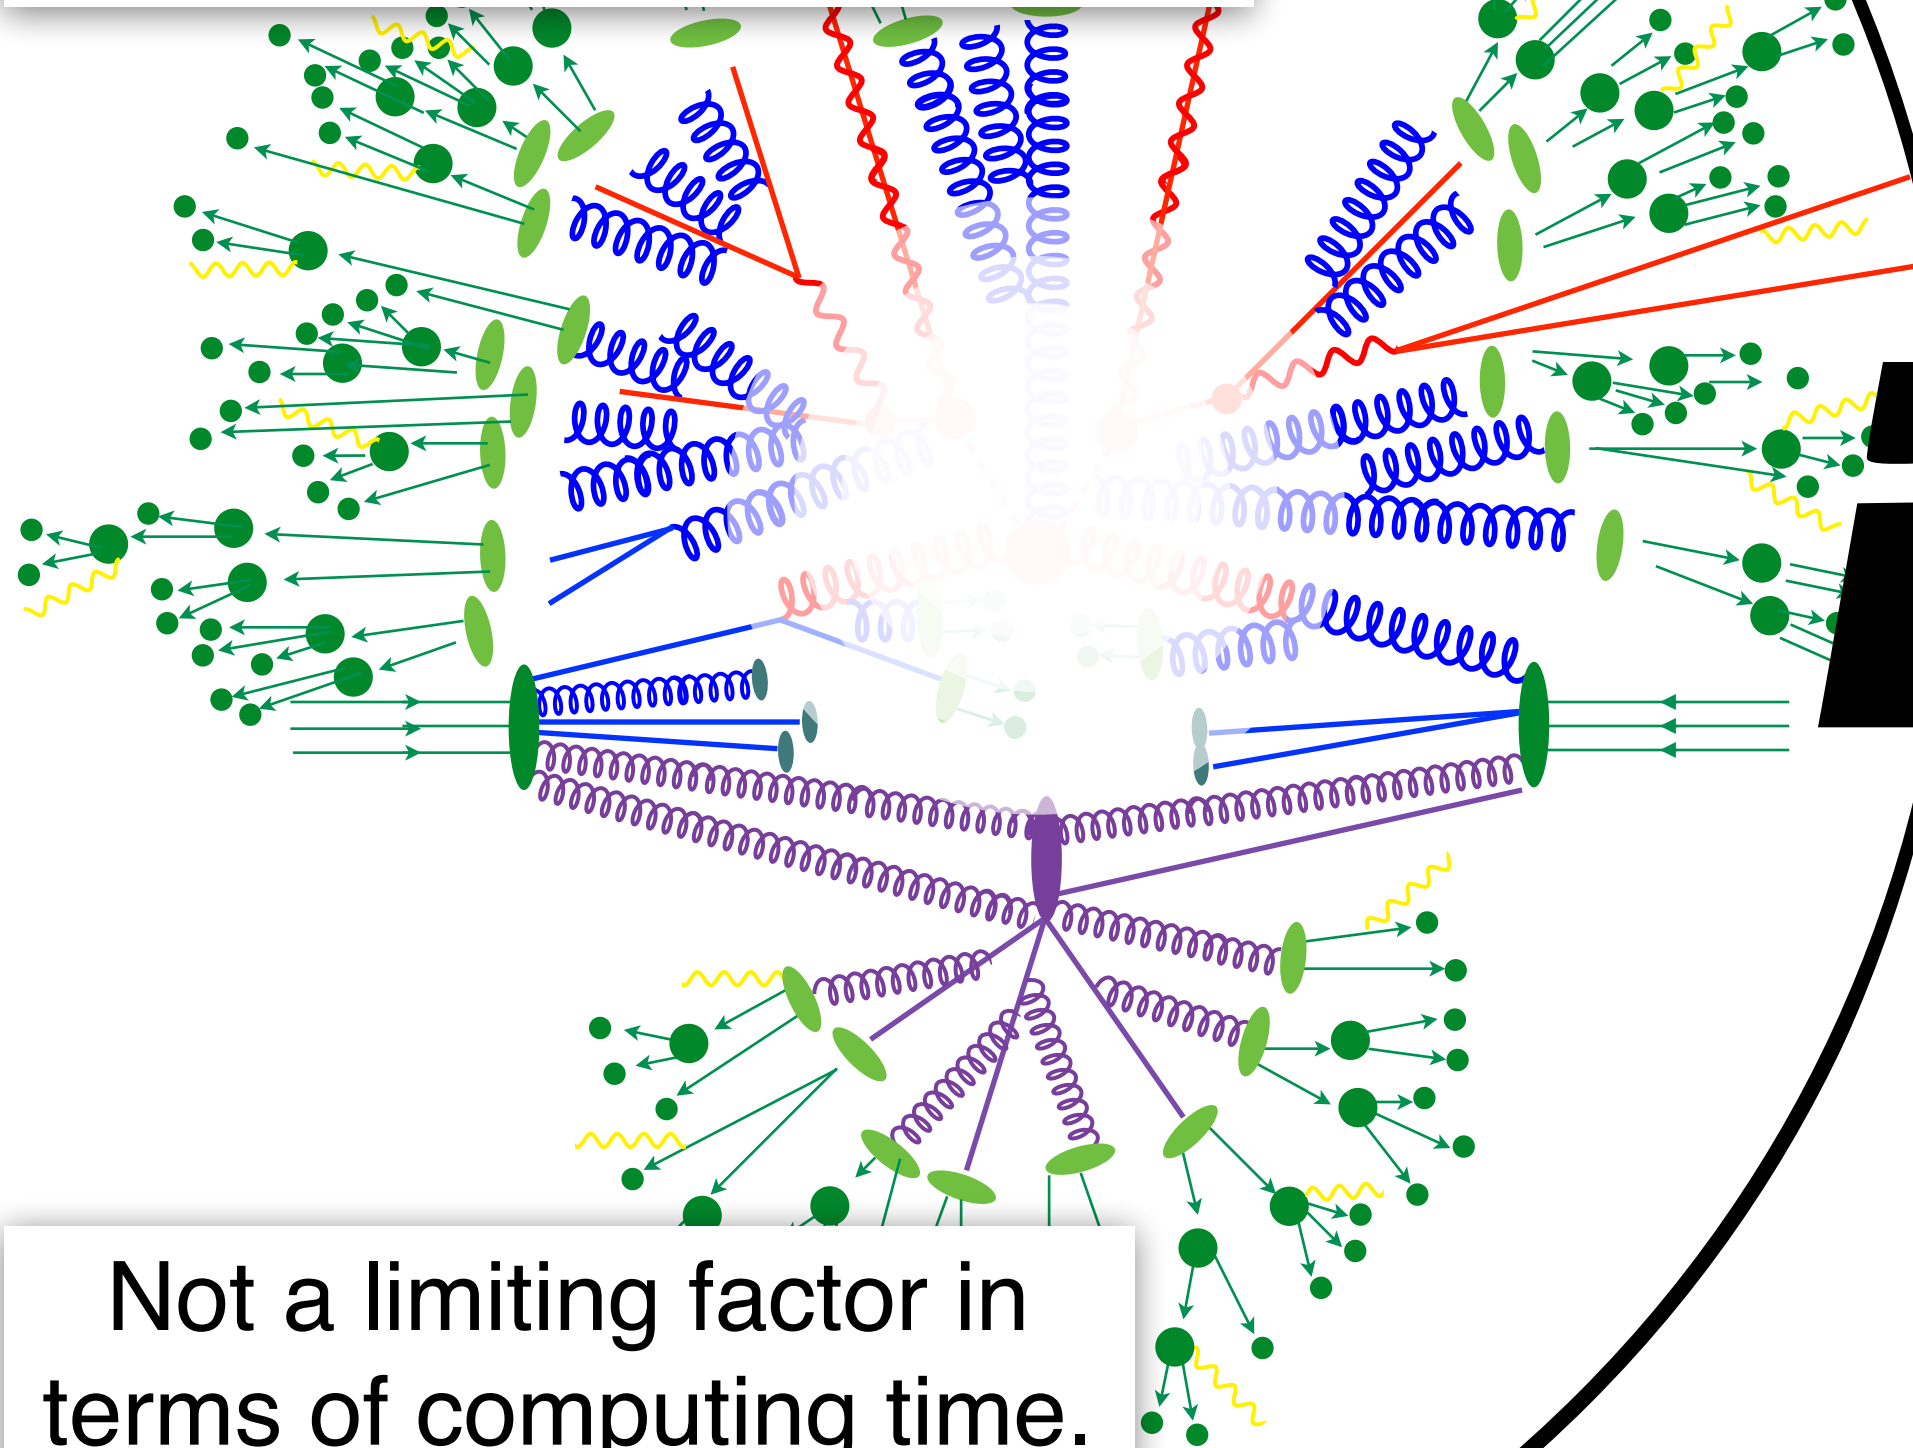 Not a limiting factor in
terms of computing time.